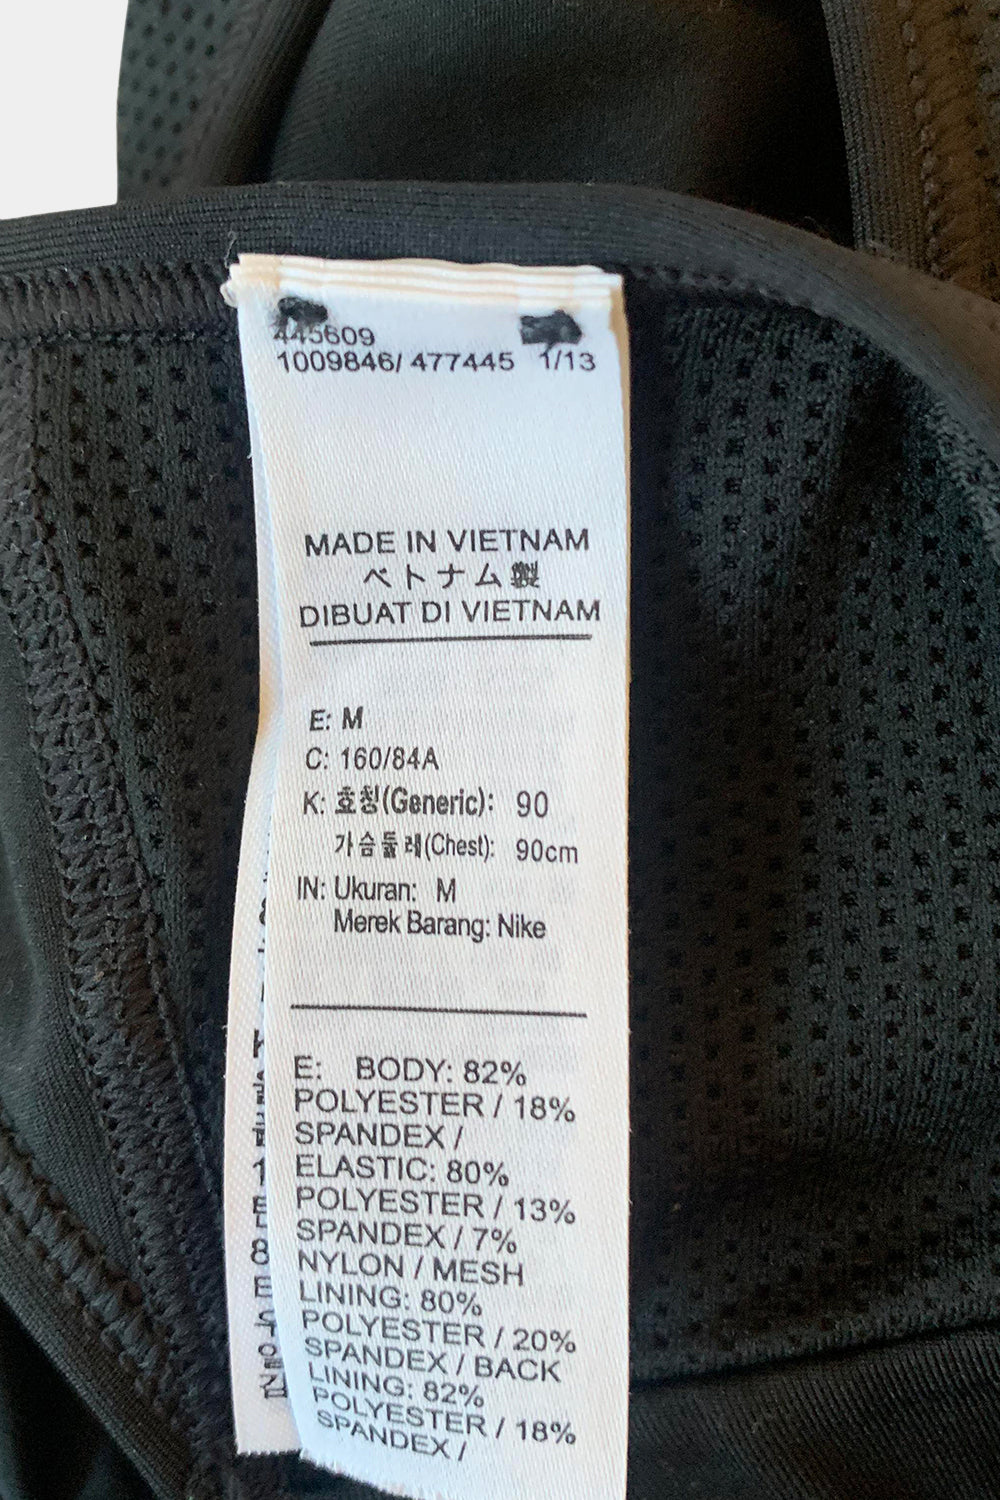 445609
1009846/ 477445 1/13
MADE IN VIETNAM
ベトナム製
DIBUAT DI VIETNAM
E: M
C: 160/84A
K: 호칭(Generic): 90
가슴둘레(Chest): 90cm
IN: Ukuran: M
Merek Barang: Nike
E: BODY: 82%
POLYESTER / 18%
SPANDEX /
ELASTIC: 80%
POLYESTER / 13%
SPANDEX / 7%
NYLON / MESH
LINING: 80%
POLYESTER / 20%
SPANDEX / BACK
LINING: 82%
POLYESTER / 18%
SPANDEX /